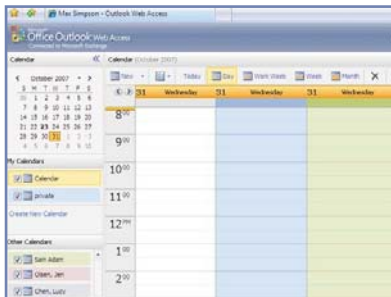 Max Simpson - Outlook Web Access
Microsoft
Office Outlook Web Access
Connected to Microsoft Exchange
Calendar
Calendar (October 2007)
New
Today
Day
Work Week
Week
Month
October 2007
S M T W T F S
30 1 2 3 4 5 6
7 8 9 10 11 12 13
14 15 16 17 18 19 20
21 22 23 24 25 26 27
28 29 30 31 1 2 3
4 5 6 7 8 9 10
31 Wednesday
31 Wednesday
31 Wednesday
8 00
9 00
10 00
11 00
12 PM
1 00
2 00
My Calendars
Calendar
private
Create New Calendar
Other Calendars
Sam Adam
Olsen, Jen
Chen, Lucy